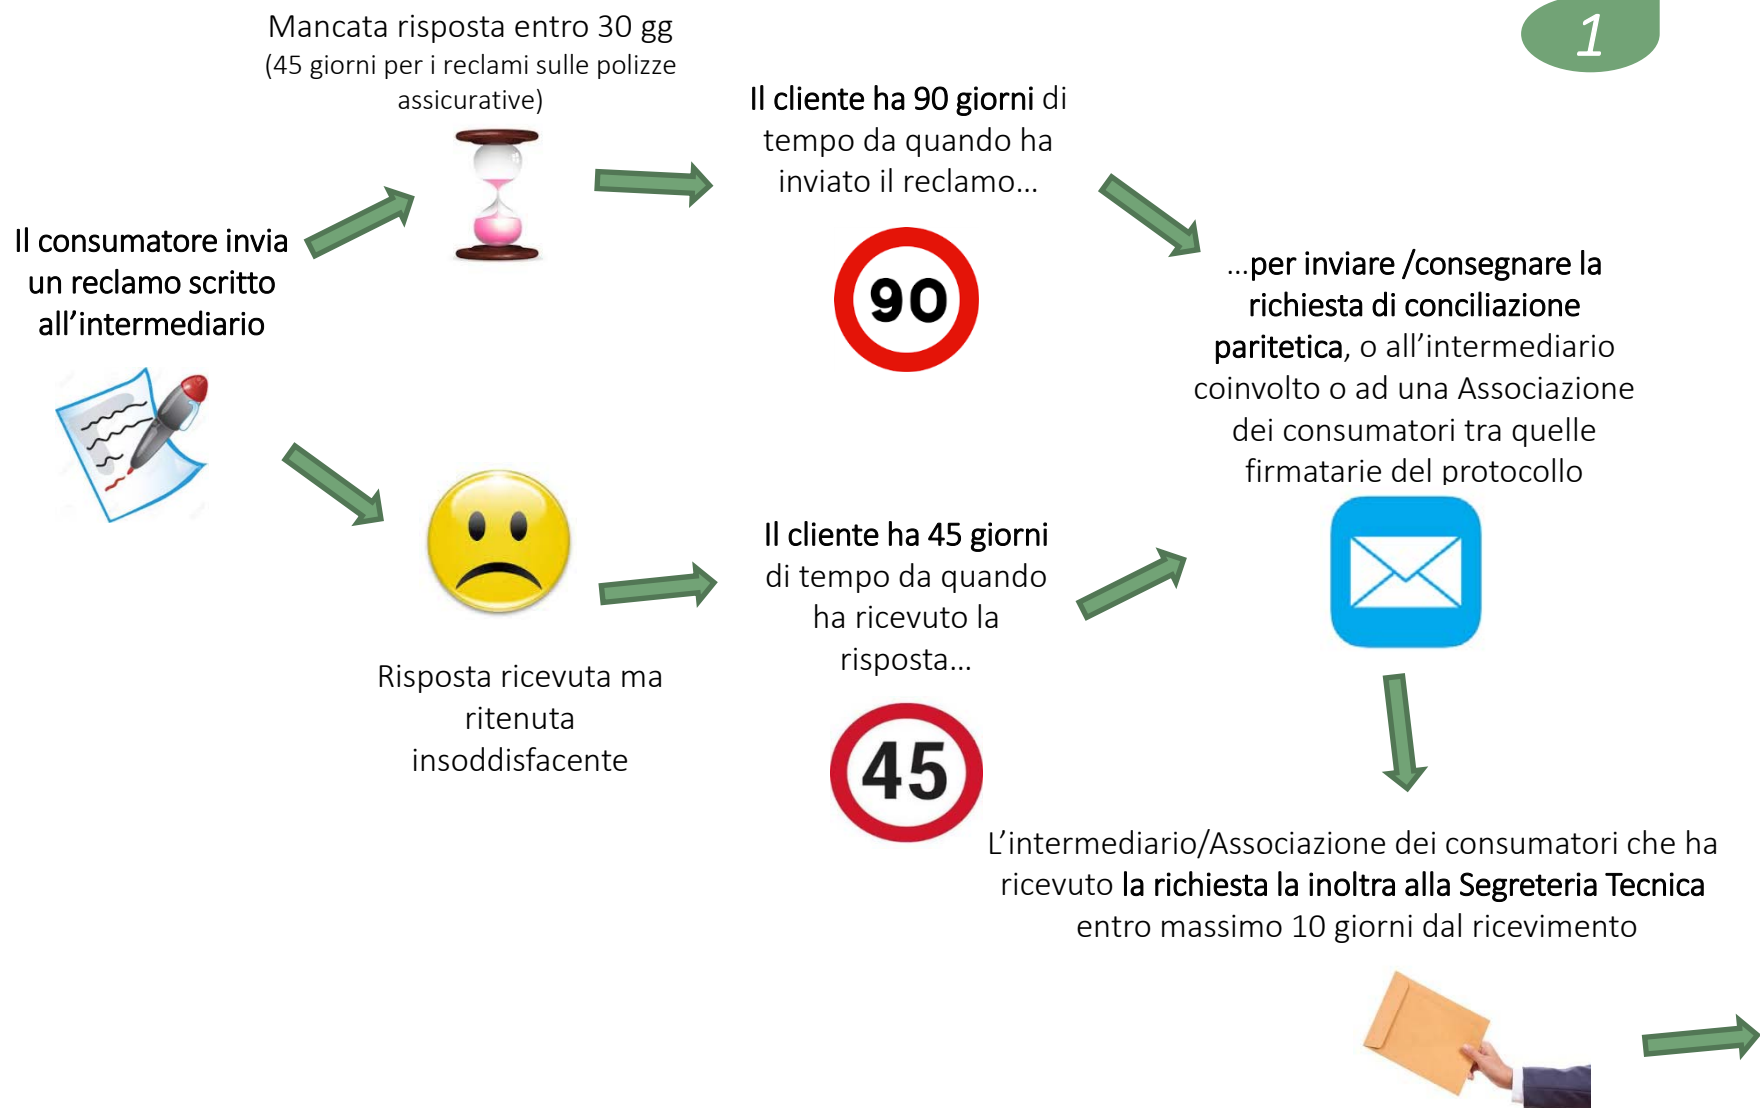 1
Mancata risposta entro 30 gg
(45 giorni per i reclami sulle polizze
assicurative)
Il consumatore invia
un reclamo scritto
all’intermediario
Il cliente ha 90 giorni di
tempo da quando ha
inviato il reclamo…
90
…per inviare /consegnare la
richiesta di conciliazione
paritetica, o all’intermediario
coinvolto o ad una Associazione
dei consumatori tra quelle
firmatarie del protocollo
Risposta ricevuta ma
ritenuta
insoddisfacente
Il cliente ha 45 giorni
di tempo da quando
ha ricevuto la
risposta…
45
L’intermediario/Associazione dei consumatori che ha
ricevuto la richiesta la inoltra alla Segreteria Tecnica
entro massimo 10 giorni dal ricevimento